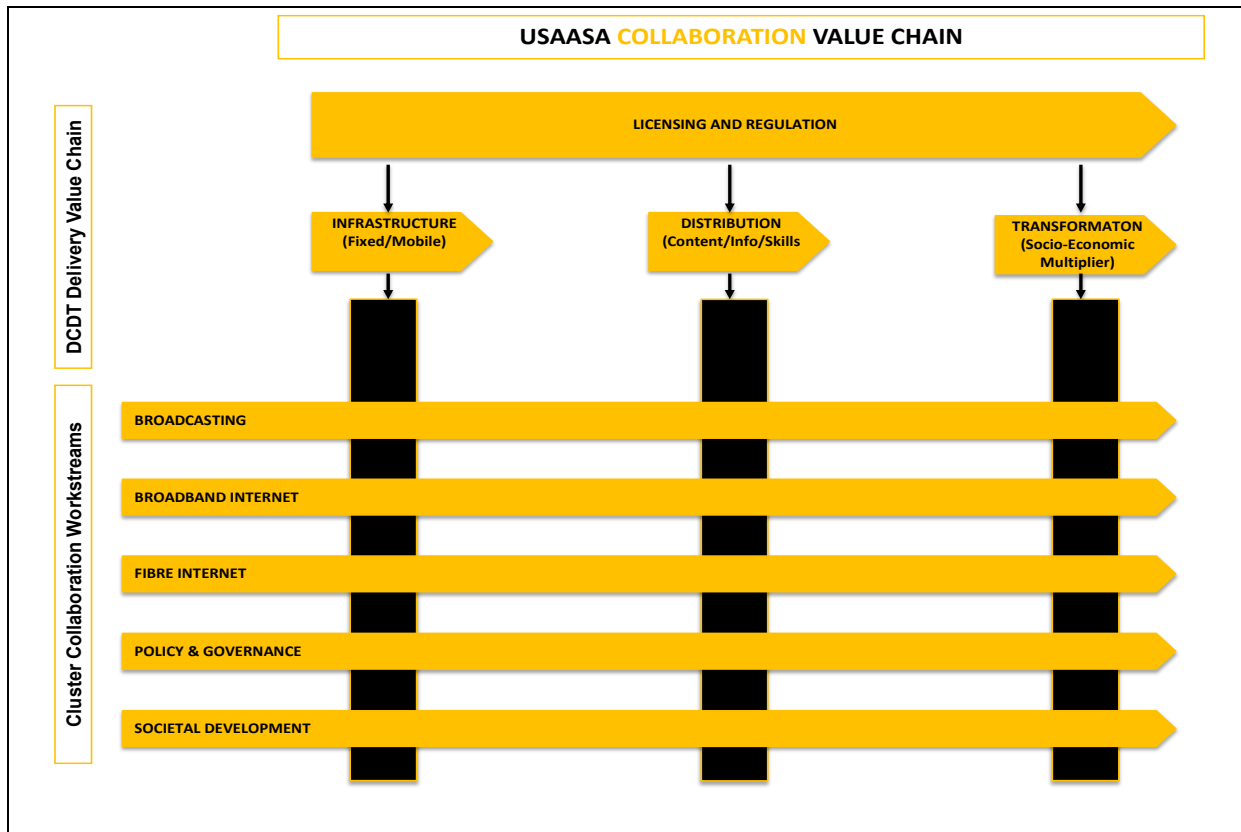 USAASA COLLABORATION VALUE CHAIN
DCDT Delivery Value Chain
LICENSING AND REGULATION
INFRASTRUCTURE
(Fixed/Mobile)
DISTRIBUTION
(Content/Info/Skills
TRANSFORMATON
(Socio-Economic
Multiplier)
Cluster Collaboration Workstreams
BROADCASTING
BROADBAND INTERNET
FIBRE INTERNET
POLICY & GOVERNANCE
SOCIETAL DEVELOPMENT